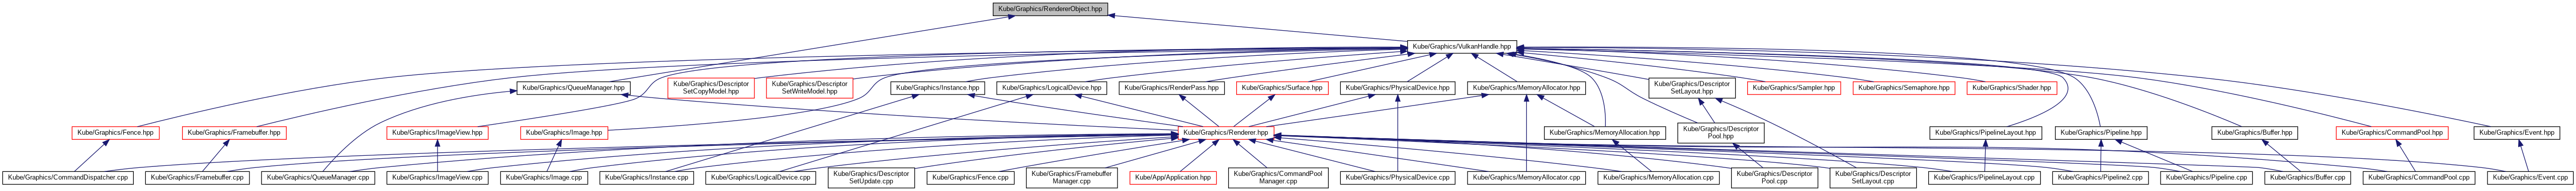 Kube/Graphics/RendererObject.hpp
Kube/Graphics/VulkanHandle.hpp
Kube/Graphics/QueueManager.hpp
Kube/Graphics/Descriptor
SetCopyModel.hpp
Kube/Graphics/Descriptor
SetWriteModel.hpp
Kube/Graphics/Instance.hpp
Kube/Graphics/LogicalDevice.hpp
Kube/Graphics/RenderPass.hpp
Kube/Graphics/Surface.hpp
Kube/Graphics/PhysicalDevice.hpp
Kube/Graphics/MemoryAllocator.hpp
Kube/Graphics/Descriptor
SetLayout.hpp
Kube/Graphics/Sampler.hpp
Kube/Graphics/Semaphore.hpp
Kube/Graphics/Shader.hpp
Kube/Graphics/Fence.hpp
Kube/Graphics/Framebuffer.hpp
Kube/Graphics/ImageView.hpp
Kube/Graphics/Image.hpp
Kube/Graphics/Renderer.hpp
Kube/Graphics/MemoryAllocation.hpp
Kube/Graphics/Descriptor
Pool.hpp
Kube/Graphics/PipelineLayout.hpp
Kube/Graphics/Pipeline.hpp
Kube/Graphics/Buffer.hpp
Kube/Graphics/CommandPool.hpp
Kube/Graphics/Event.hpp
Kube/Graphics/CommandDispatcher.cpp
Kube/Graphics/Framebuffer.cpp
Kube/Graphics/QueueManager.cpp
Kube/Graphics/ImageView.cpp
Kube/Graphics/Image.cpp
Kube/Graphics/Instance.cpp
Kube/Graphics/LogicalDevice.cpp
Kube/Graphics/Descriptor
SetUpdate.cpp
Kube/Graphics/Fence.cpp
Kube/Graphics/Framebuffer
Manager.cpp
Kube/App/Application.hpp
Kube/Graphics/CommandPool
Manager.cpp
Kube/Graphics/PhysicalDevice.cpp
Kube/Graphics/MemoryAllocator.cpp
Kube/Graphics/MemoryAllocation.cpp
Kube/Graphics/Descriptor
Pool.cpp
Kube/Graphics/Descriptor
SetLayout.cpp
Kube/Graphics/PipelineLayout.cpp
Kube/Graphics/Pipeline2.cpp
Kube/Graphics/Pipeline.cpp
Kube/Graphics/Buffer.cpp
Kube/Graphics/CommandPool.cpp
Kube/Graphics/Event.cpp